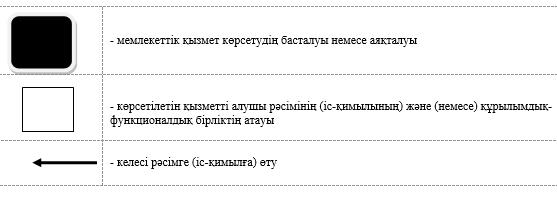 - мемлекеттік қызмет көрсетудің басталуы немесе аяқталуы
- көрсетілетін қызметті алушы рәсімінің (іс-қимылының) және (немесе) құрылымдық-
функционалдық бірліктің атауы
- келесі рәсімге (іс-қимылға) өту